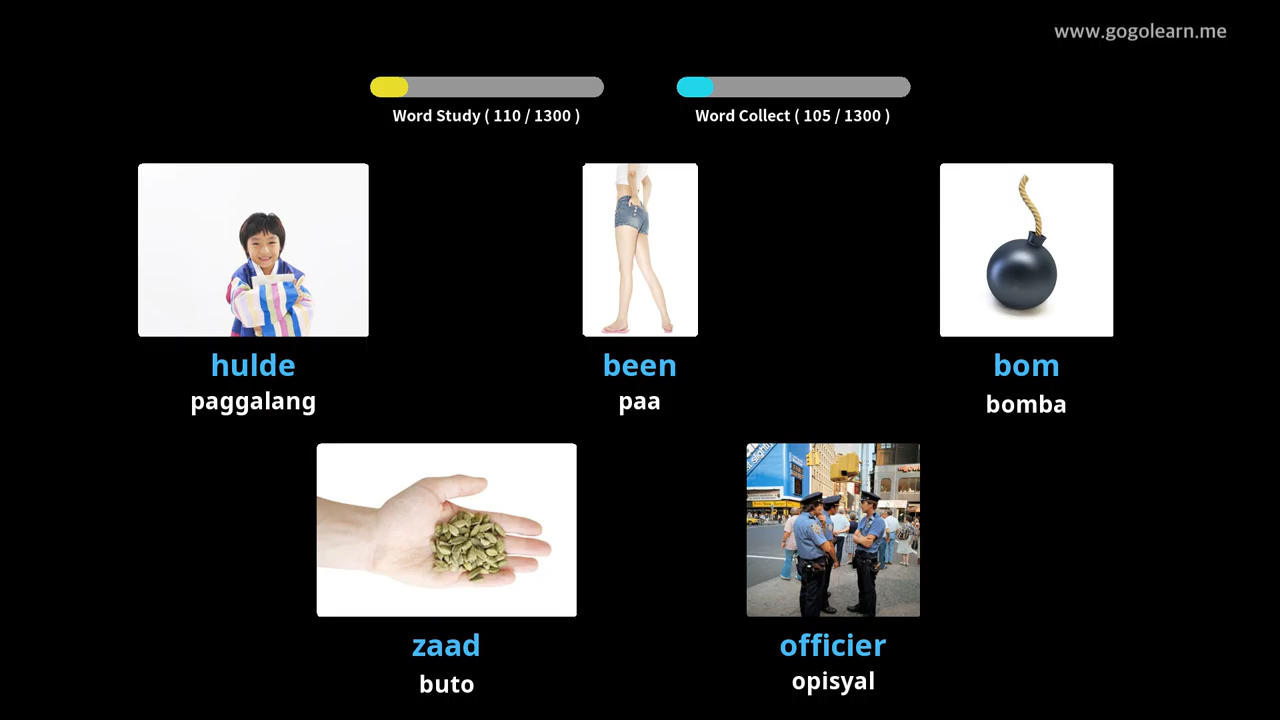 www.gogolearn.me
Word Study ( 110 / 1300 )
Word Collect ( 105 / 1300 )
hulde
paggalang
been
paa
bom
bomba
zaad
buto
officier
opisyal